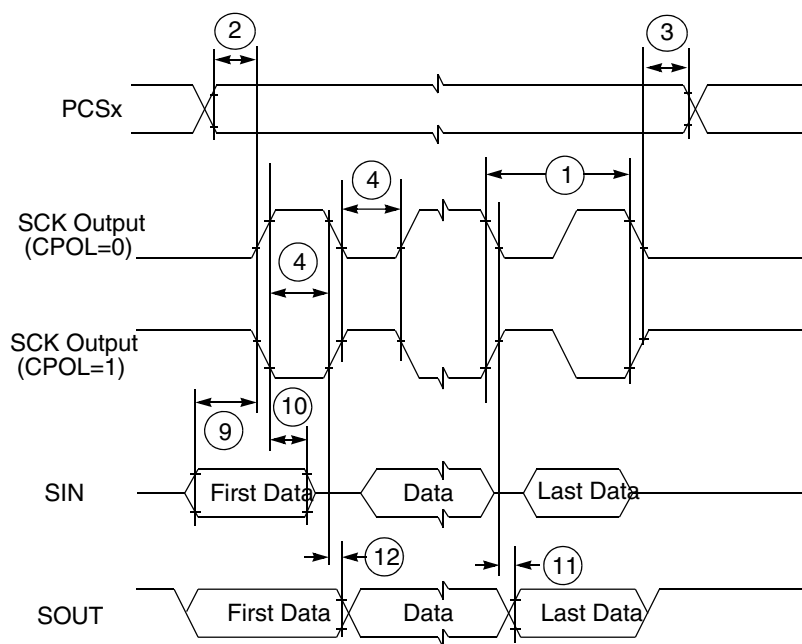 2
3
PCSx
4
1
SCK Output
(CPOL=0)
4
SCK Output
(CPOL=1)
9
10
SIN
First Data
Data
Last Data
12
11
SOUT
First Data
Data
Last Data